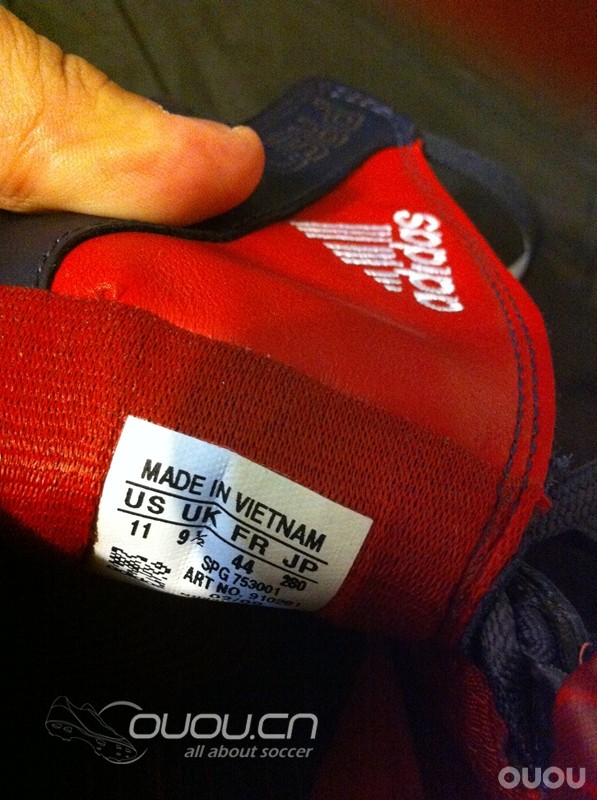 adidas
MADE IN VIETNAM
US UK FR JP
11 9½ 44 280
SPG 753001
ART NO. 910261
OUOU.CN
all about soccer
OUOU